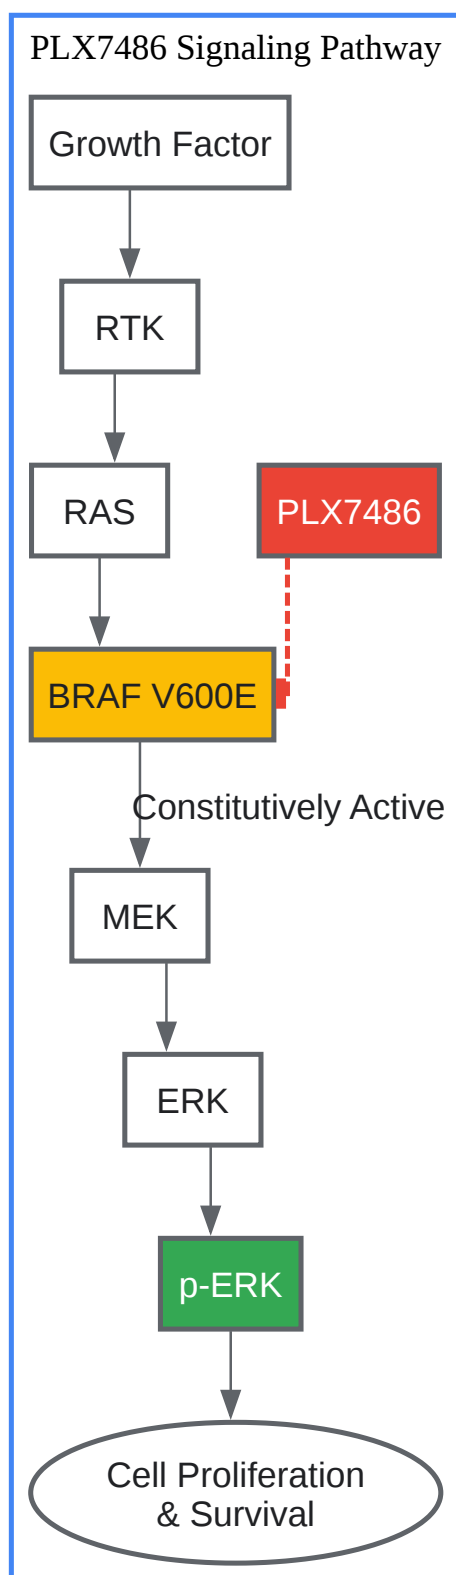 PLX7486 Signaling Pathway
Growth Factor
RTK
RAS
PLX7486
BRAF V600E
Constitutively Active
MEK
ERK
p-ERK
Cell Proliferation
& Survival